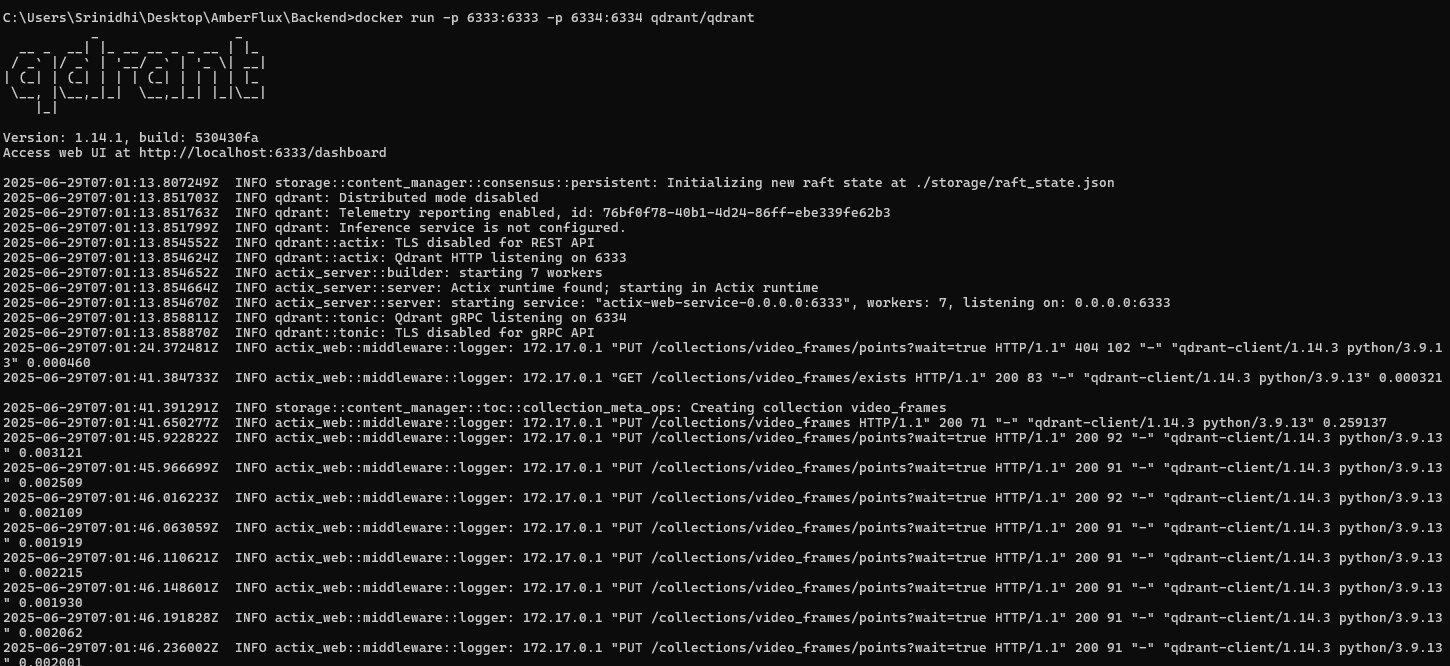 C:\Users\Srinidhi\Desktop\AmberFlux\Backend>docker run -p 6333:6333 -p 6334:6334 qdrant/qdrant
           _                 _
  __ _  __| |_ __ __ _ _ __ | |_
 / _` |/ _` | '__/ _` | '_ \| __|
| (_| | (_| | | | (_| | | | | |_
 \__, |\__,_|_|  \__,_|_| |_|\__|
    |_|
Version: 1.14.1, build: 530430fa
Access web UI at http://localhost:6333/dashboard
2025-06-29T07:01:13.807249Z  INFO storage::content_manager::consensus::persistent: Initializing new raft state at ./storage/raft_state.json
2025-06-29T07:01:13.851703Z  INFO qdrant: Distributed mode disabled
2025-06-29T07:01:13.851763Z  INFO qdrant: Telemetry reporting enabled, id: 76bf0f78-40b1-4d24-86ff-ebe339fe62b3
2025-06-29T07:01:13.851799Z  INFO qdrant: Inference service is not configured.
2025-06-29T07:01:13.854552Z  INFO qdrant::actix: TLS disabled for REST API
2025-06-29T07:01:13.854624Z  INFO qdrant::actix: Qdrant HTTP listening on 6333
2025-06-29T07:01:13.854652Z  INFO actix_server::builder: starting 7 workers
2025-06-29T07:01:13.854664Z  INFO actix_server::server: Actix runtime found; starting in Actix runtime
2025-06-29T07:01:13.854670Z  INFO actix_server::server: starting service: "actix-web-service-0.0.0.0:6333", workers: 7, listening on: 0.0.0.0:6333
2025-06-29T07:01:13.858811Z  INFO qdrant::tonic: Qdrant gRPC listening on 6334
2025-06-29T07:01:13.858870Z  INFO qdrant::tonic: TLS disabled for gRPC API
2025-06-29T07:01:24.372481Z  INFO actix_web::middleware::logger: 172.17.0.1 "PUT /collections/video_frames/points?wait=true HTTP/1.1" 404 102 "-" "qdrant-client/1.14.3 python/3.9.1
3" 0.000460
2025-06-29T07:01:41.384733Z  INFO actix_web::middleware::logger: 172.17.0.1 "GET /collections/video_frames/exists HTTP/1.1" 200 83 "-" "qdrant-client/1.14.3 python/3.9.13" 0.000321
2025-06-29T07:01:41.391291Z  INFO storage::content_manager::toc::collection_meta_ops: Creating collection video_frames
2025-06-29T07:01:41.650277Z  INFO actix_web::middleware::logger: 172.17.0.1 "PUT /collections/video_frames HTTP/1.1" 200 71 "-" "qdrant-client/1.14.3 python/3.9.13" 0.259137
2025-06-29T07:01:45.922822Z  INFO actix_web::middleware::logger: 172.17.0.1 "PUT /collections/video_frames/points?wait=true HTTP/1.1" 200 92 "-" "qdrant-client/1.14.3 python/3.9.13
" 0.003121
2025-06-29T07:01:45.966699Z  INFO actix_web::middleware::logger: 172.17.0.1 "PUT /collections/video_frames/points?wait=true HTTP/1.1" 200 91 "-" "qdrant-client/1.14.3 python/3.9.13
" 0.002509
2025-06-29T07:01:46.016223Z  INFO actix_web::middleware::logger: 172.17.0.1 "PUT /collections/video_frames/points?wait=true HTTP/1.1" 200 92 "-" "qdrant-client/1.14.3 python/3.9.13
" 0.002109
2025-06-29T07:01:46.063059Z  INFO actix_web::middleware::logger: 172.17.0.1 "PUT /collections/video_frames/points?wait=true HTTP/1.1" 200 91 "-" "qdrant-client/1.14.3 python/3.9.13
" 0.001919
2025-06-29T07:01:46.110621Z  INFO actix_web::middleware::logger: 172.17.0.1 "PUT /collections/video_frames/points?wait=true HTTP/1.1" 200 91 "-" "qdrant-client/1.14.3 python/3.9.13
" 0.002215
2025-06-29T07:01:46.148601Z  INFO actix_web::middleware::logger: 172.17.0.1 "PUT /collections/video_frames/points?wait=true HTTP/1.1" 200 91 "-" "qdrant-client/1.14.3 python/3.9.13
" 0.001930
2025-06-29T07:01:46.191828Z  INFO actix_web::middleware::logger: 172.17.0.1 "PUT /collections/video_frames/points?wait=true HTTP/1.1" 200 91 "-" "qdrant-client/1.14.3 python/3.9.13
" 0.002062
2025-06-29T07:01:46.236002Z  INFO actix_web::middleware::logger: 172.17.0.1 "PUT /collections/video_frames/points?wait=true HTTP/1.1" 200 91 "-" "qdrant-client/1.14.3 python/3.9.13
" 0.002001